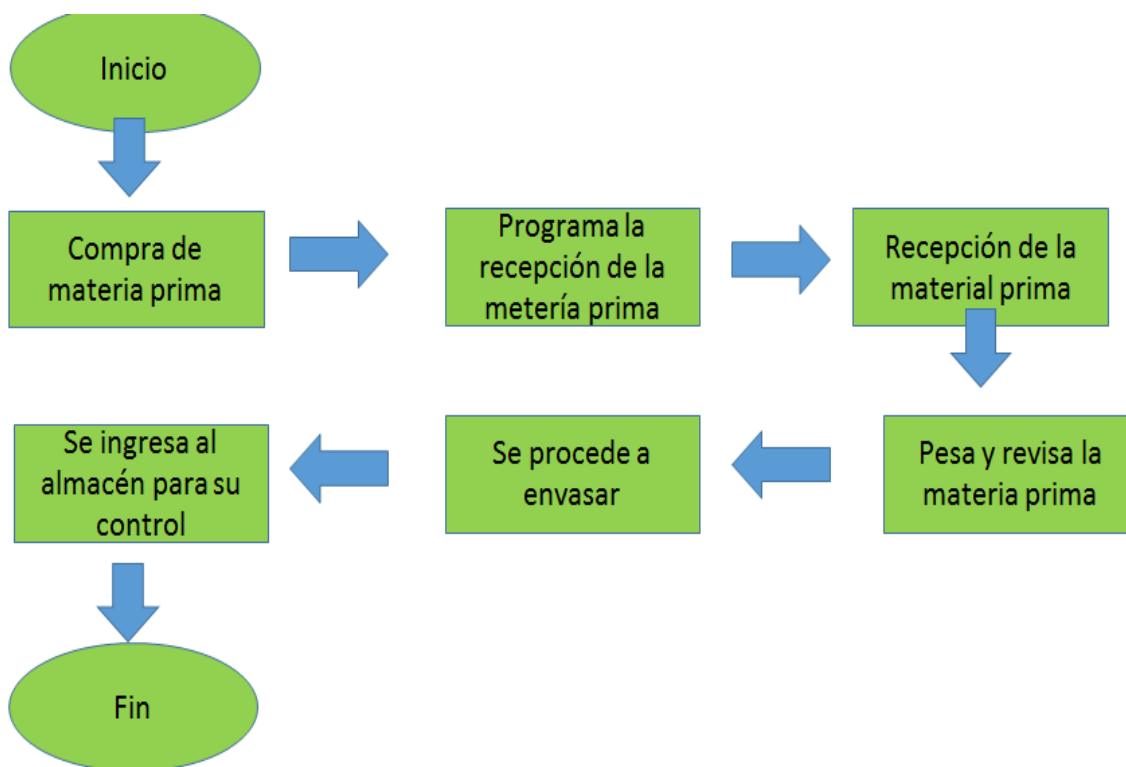 Inicio
Compra de
materia prima
Programa la
recepción de la
metería prima
Recepción de la
material prima
Pesa y revisa la
materia prima
Se procede a
envasar
Se ingresa al
almacén para su
control
Fin